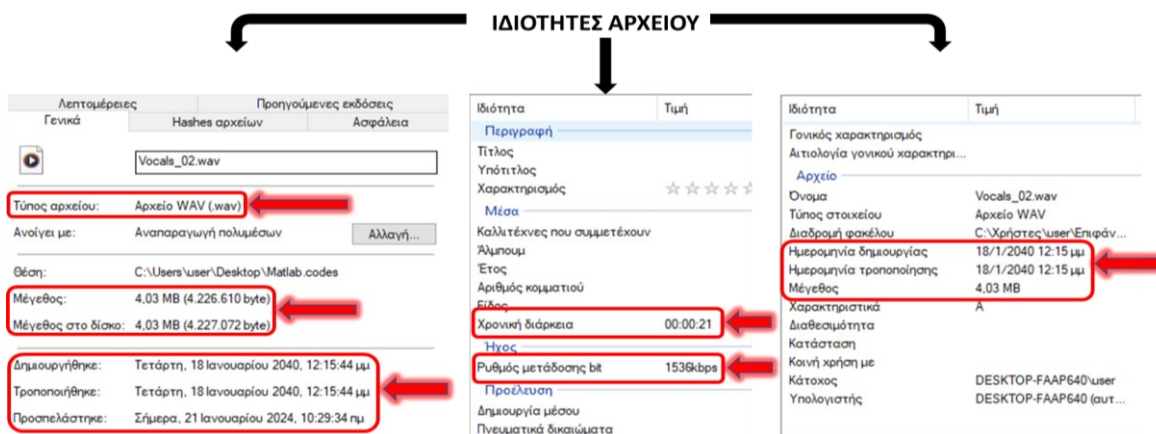 ΙΔΙΟΤΗΤΕΣ ΑΡΧΕΙΟΥ
Λεπτομέρειες Προηγούμενες εκδόσεις
Γενικά Hashes αρχείων Ασφάλεια
Vocals_02.wav
Τύπος αρχείου: Αρχείο WAV (.wav)
Ανοίγει με: Αναπαραγωγή πολυμέσων Αλλαγή...
Θέση: C:\Users\user\Desktop\Matlab.codes
Μέγεθος: 4,03 MB (4.226.610 byte)
Μέγεθος στο δίσκο: 4,03 MB (4.227.072 byte)
Δημιουργήθηκε: Τετάρτη, 18 Ιανουαρίου 2040, 12:15:44 μμ
Τροποποιήθηκε: Τετάρτη, 18 Ιανουαρίου 2040, 12:15:44 μμ
Προσπελάστηκε: Σήμερα, 21 Ιανουαρίου 2024, 10:29:34 πμ
Ιδιότητα Τιμή
Περιγραφή
Τίτλος
Υπότιτλος
Χαρακτηρισμός
Μέσα
Καλλιτέχνες που συμμετέχουν
Άλμπουμ
Έτος
Αριθμός κομματιού
Είδος
Χρονική διάρκεια 00:00:21
Ήχος
Ρυθμός μετάδοσης bit 1536kbps
Προέλευση
Δημιουργία μέσου
Πνευματικά δικαιώματα
Ιδιότητα Τιμή
Γονικός χαρακτηρισμός
Αιτιολογία γονικού χαρακτηρι...
Αρχείο
Όνομα Vocals_02.wav
Τύπος στοιχείου Αρχείο WAV
Διαδρομή φακέλου C:\Χρήστες\user\Επιφάν...
Ημερομηνία δημιουργίας 18/1/2040 12:15 μμ
Ημερομηνία τροποποίησης 18/1/2040 12:15 μμ
Μέγεθος 4,03 MB
Χαρακτηριστικά A
Διαθεσιμότητα
Κατάσταση
Κοινή χρήση με
Κάτοχος DESKTOP-FAAP640\user
Υπολογιστής DESKTOP-FAAP640 (αυτ...